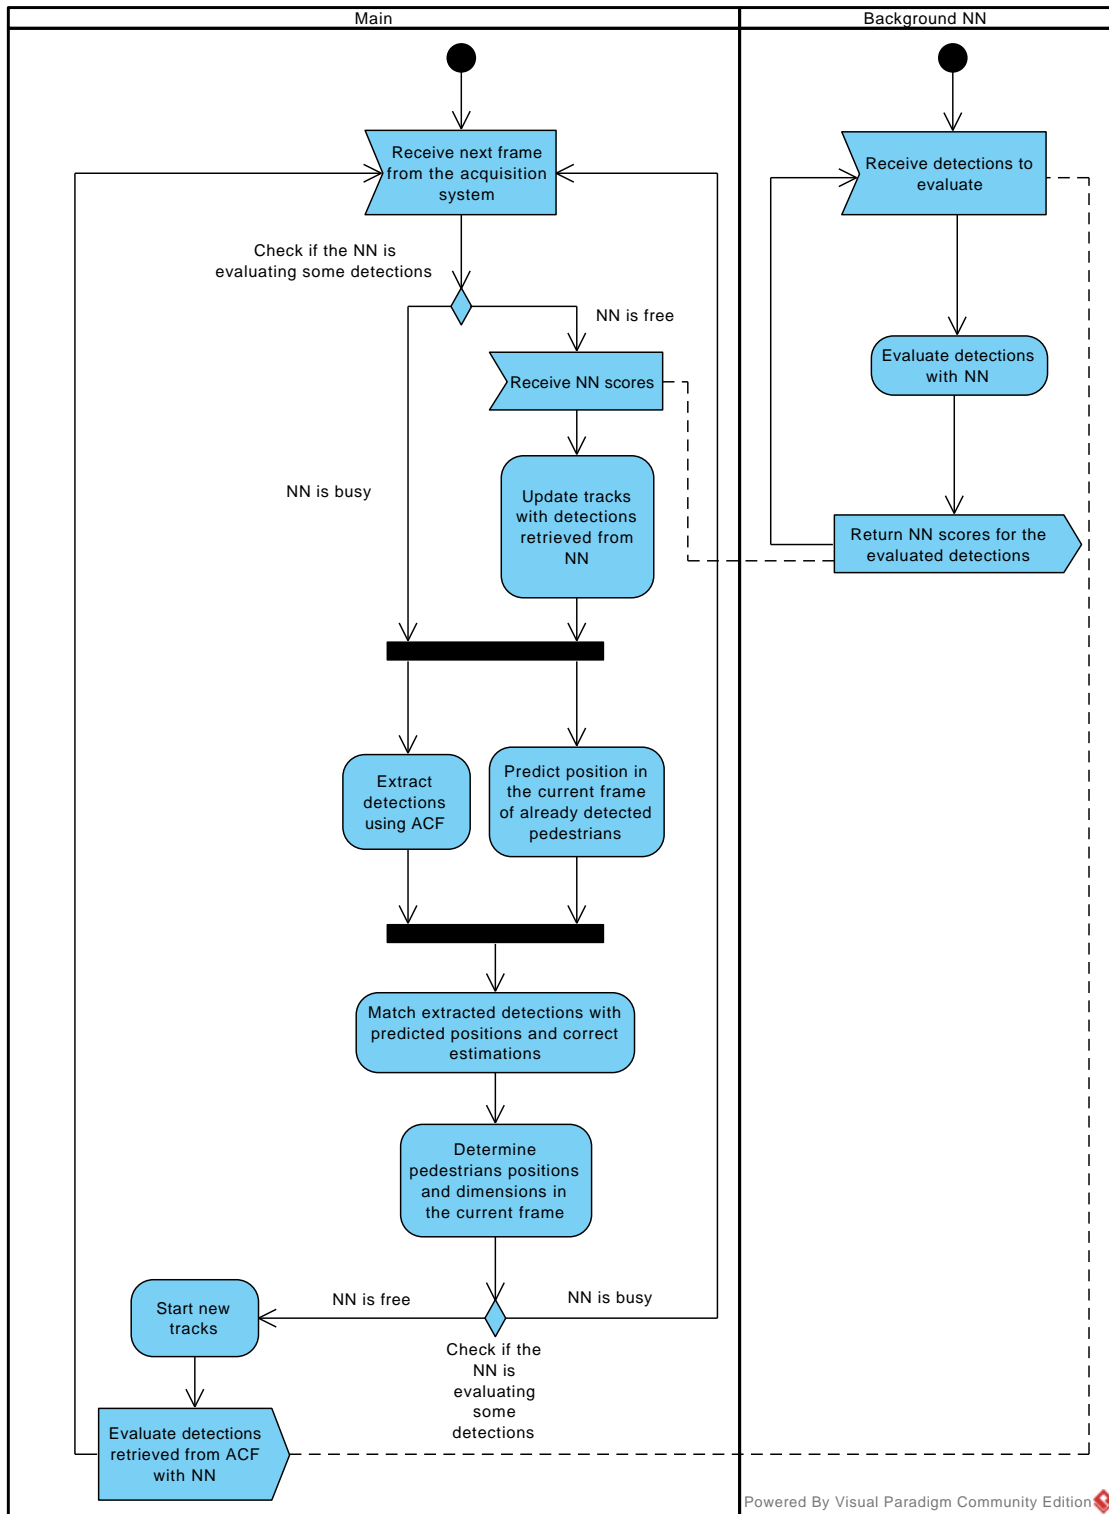 Main
Background NN
Receive next frame
from the acquisition
system
Receive detections to
evaluate
Check if the NN is
evaluating some detections
NN is free
Receive NN scores
Evaluate detections
with NN
NN is busy
Update tracks
with detections
retrieved from
NN
Return NN scores for the
evaluated detections
Extract
detections
using ACF
Predict position in
the current frame
of already detected
pedestrians
Match extracted detections with
predicted positions and correct
estimations
Determine
pedestrians positions
and dimensions in
the current frame
NN is free
NN is busy
Start new
tracks
Check if the
NN is
evaluating
some
detections
Evaluate detections
retrieved from ACF
with NN
Powered By Visual Paradigm Community Edition